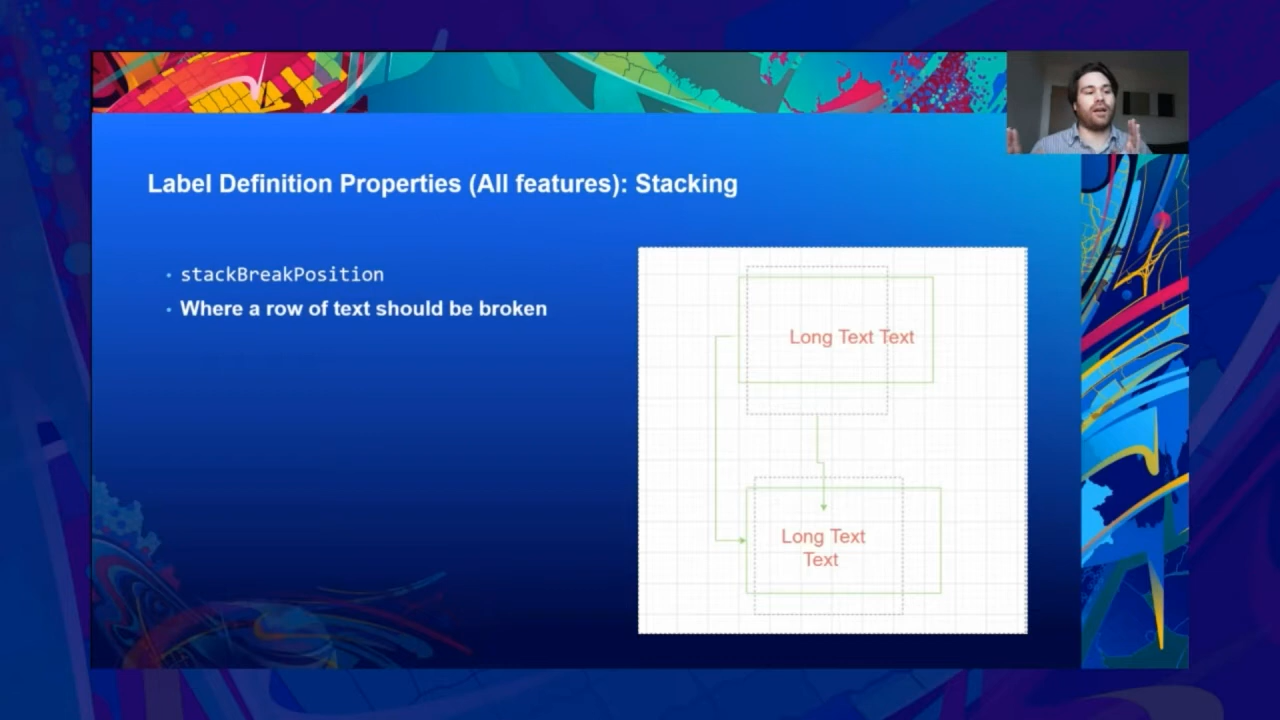 Label Definition Properties (All features): Stacking
• stackBreakPosition
• Where a row of text should be broken
Long Text Text
Long Text
Text